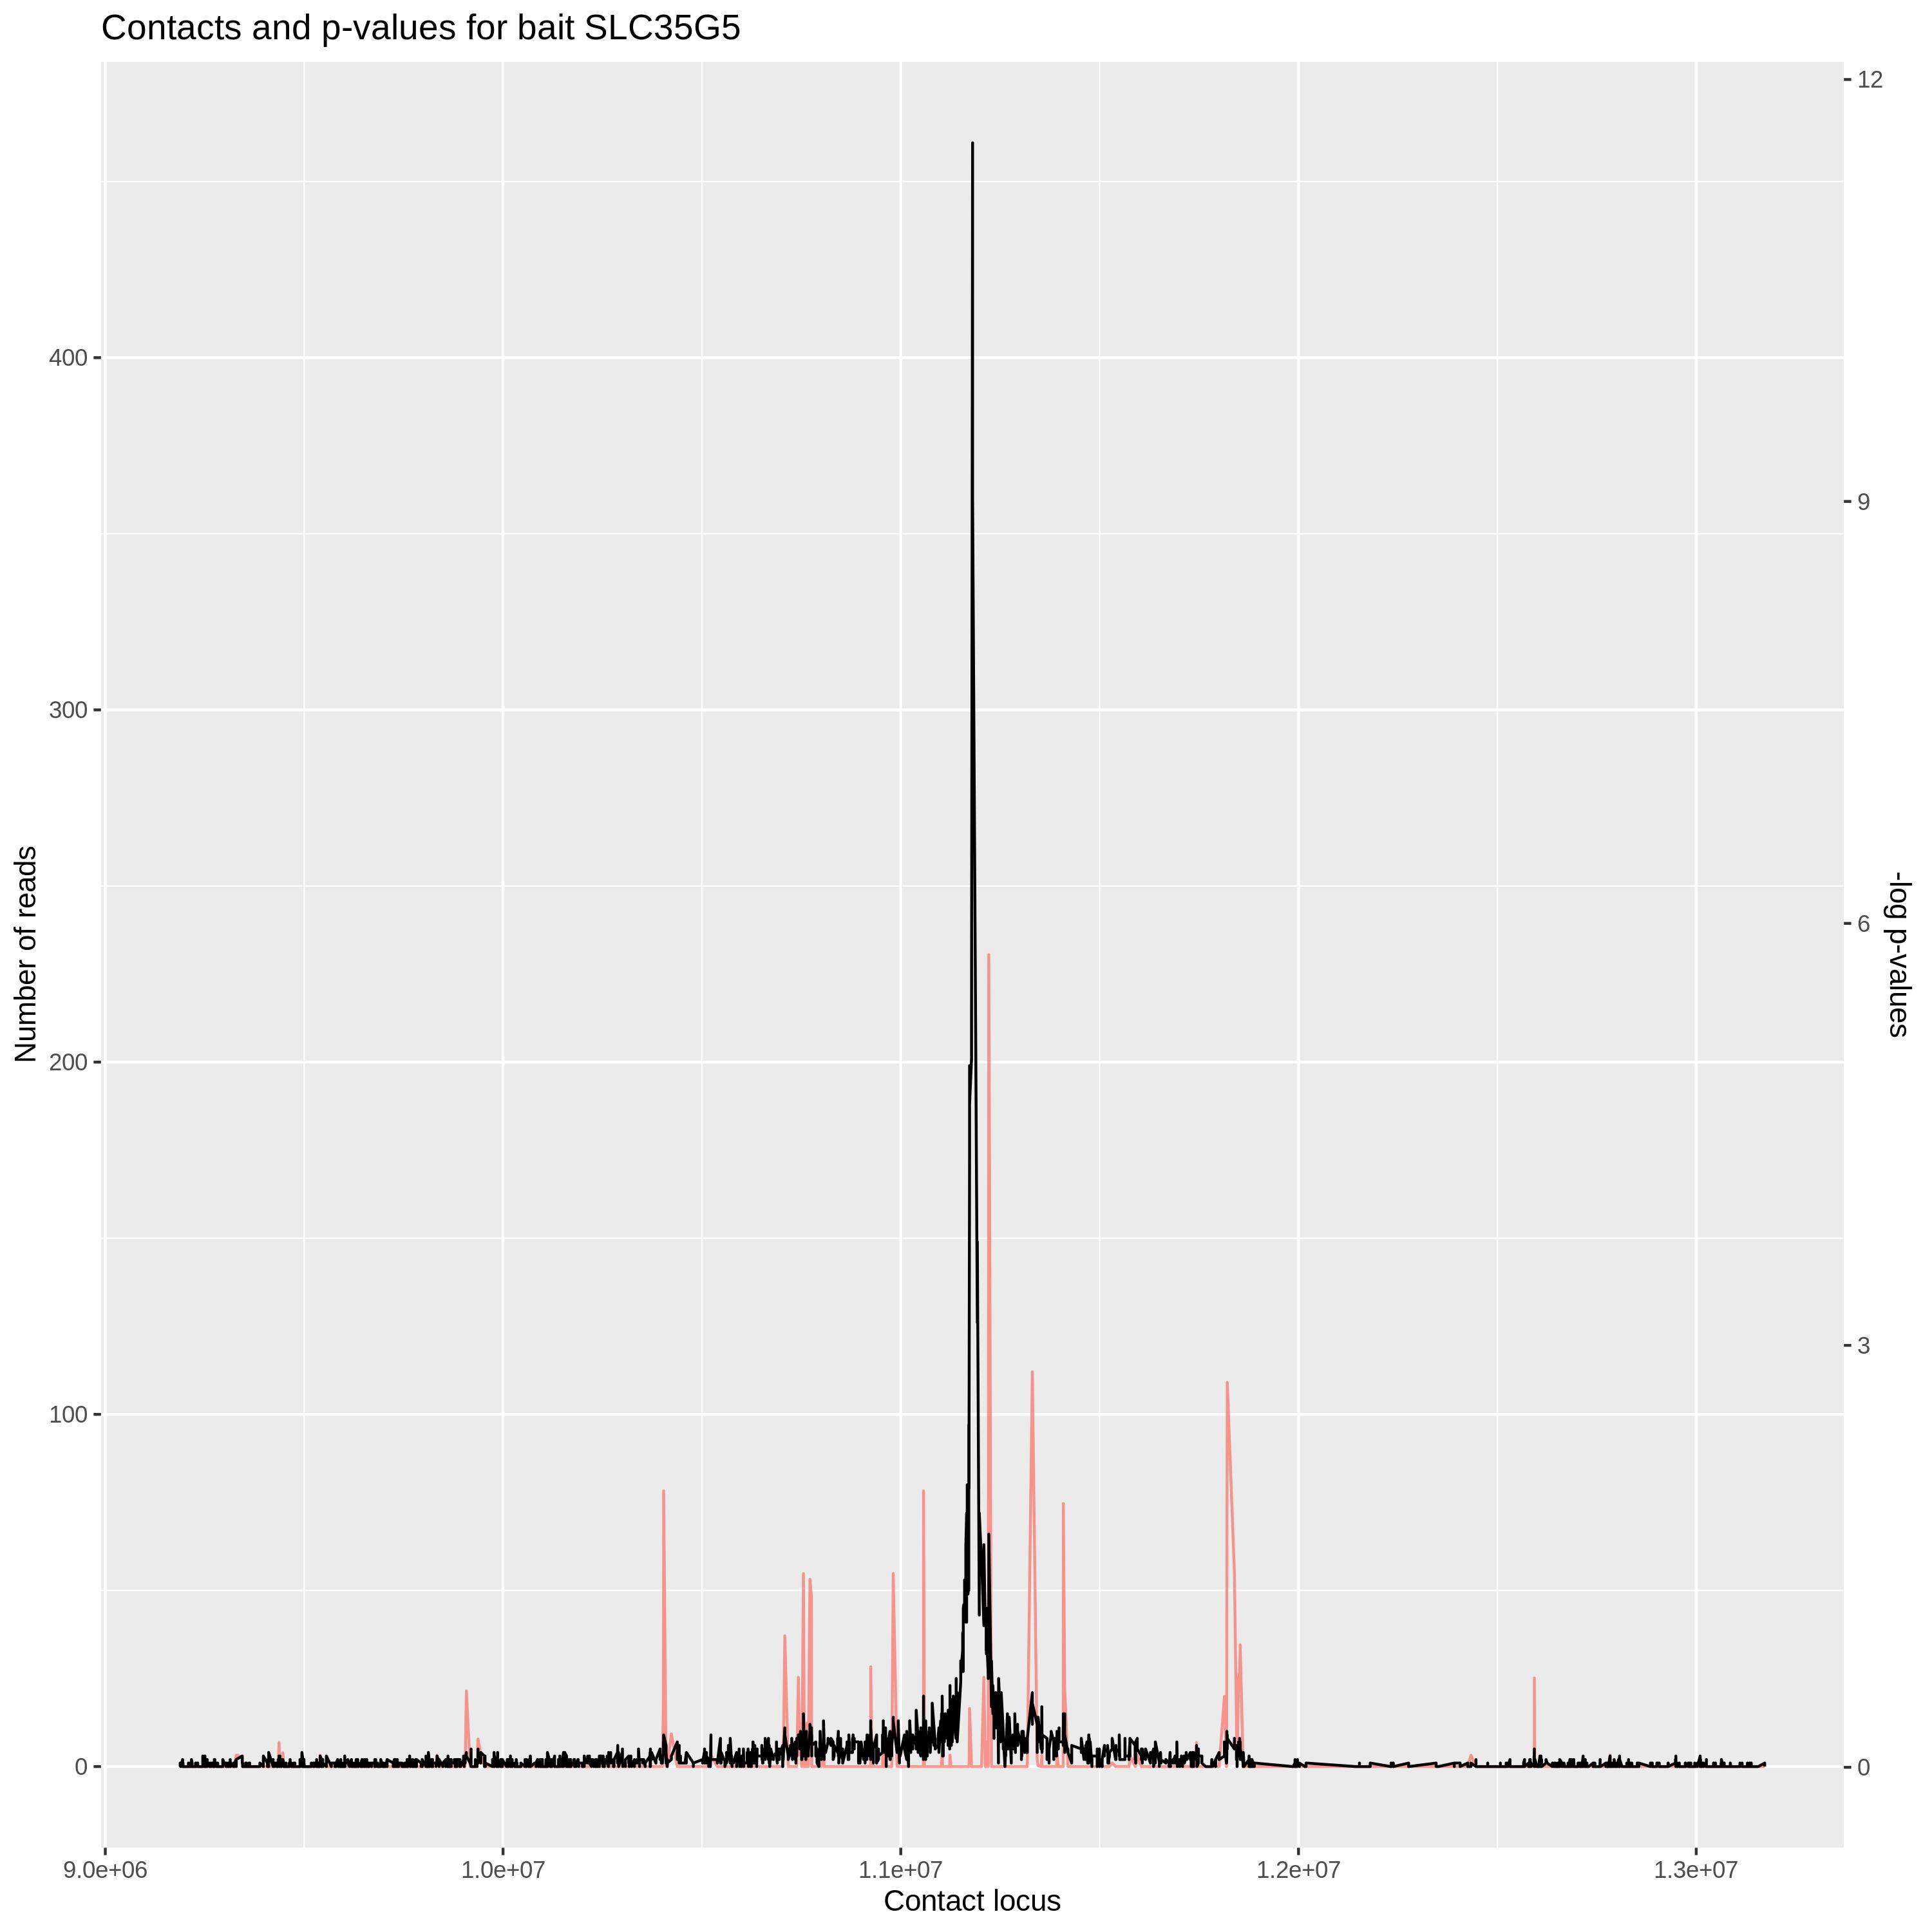 Contacts and p-values for bait SLC35G5
12
400
9
300
Number of reads
-log p-values
6
200
3
100
0
0
9.0e+06
1.0e+07
1.1e+07
1.2e+07
1.3e+07
Contact locus